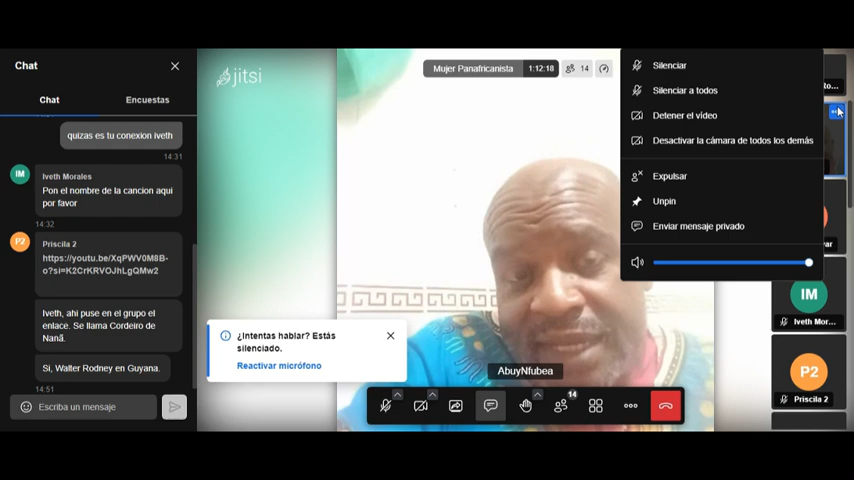 Chat
Chat
Encuestas
quizas es tu conexion iveth
14:31
IM
Iveth Morales
Pon el nombre de la cancion aqui
por favor
14:32
P2
Priscila 2
https://youtu.be/XqPWV0M8B-
o?si=K2CrKRVOJhLgQMw2
Iveth, ahi puse en el grupo el
enlace. Se llama Cordeiro de
Nanã.
Si, Walter Rodney en Guyana.
14:51
Escriba un mensaje
jitsi
Mujer Panafricanista
1:12:18
14
¿Intentas hablar? Estás
silenciado.
Reactivar micrófono
AbuyNfubea
14
Silenciar
Silenciar a todos
Detener el vídeo
Desactivar la cámara de todos los demás
Expulsar
Unpin
Enviar mensaje privado
IM
Iveth Mor...
P2
Priscila 2